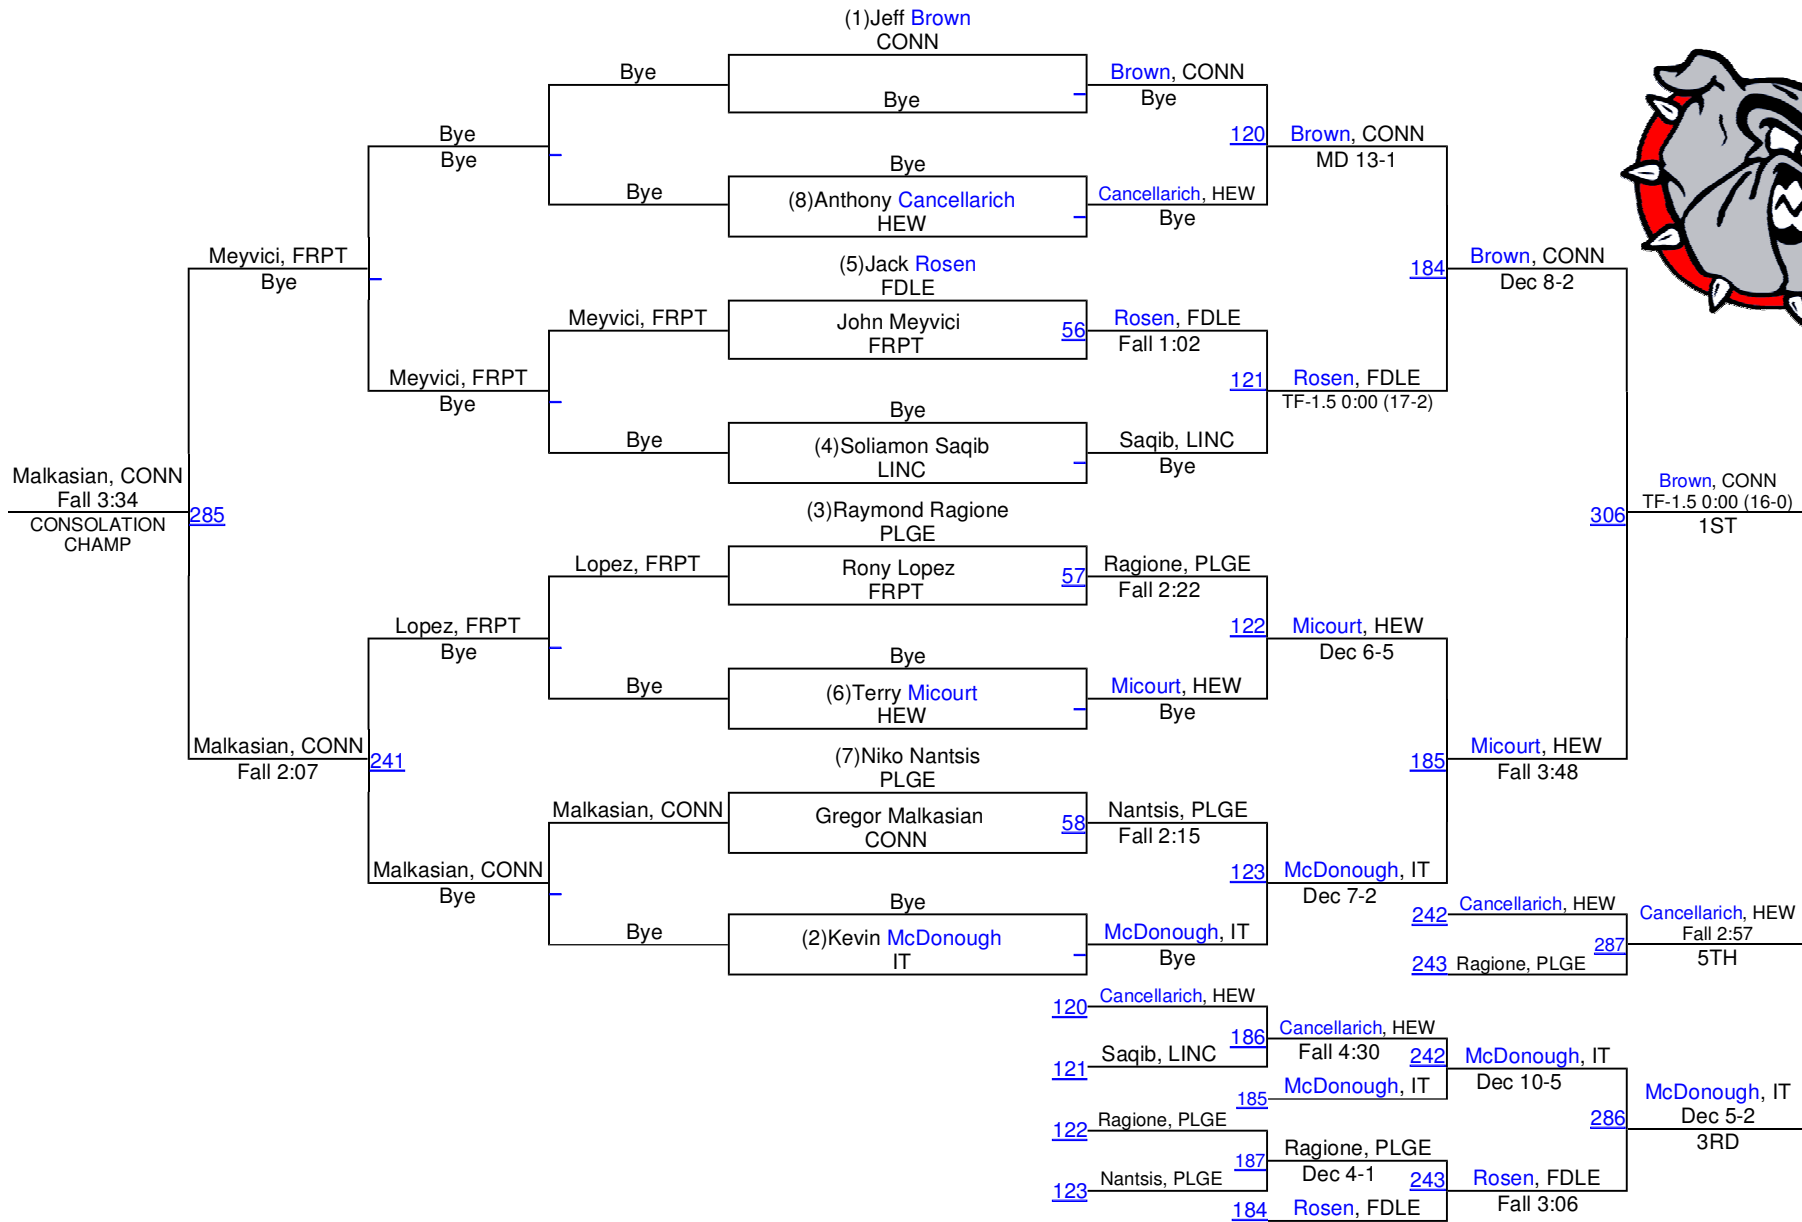 (1)Jeff Brown
CONN
Bye
Bye
Brown, CONN
Bye
Bye
Bye
120
Brown, CONN
MD 13-1
Bye
Bye
(8)Anthony Cancellarich
HEW
Cancellarich, HEW
Bye
Meyvici, FRPT
Bye
(5)Jack Rosen
FDLE
184
Brown, CONN
Dec 8-2
Meyvici, FRPT
John Meyvici
FRPT
56
Rosen, FDLE
Fall 1:02
Meyvici, FRPT
Bye
121
Rosen, FDLE
TF-1.5 0:00 (17-2)
Bye
Bye
(4)Soliamon Saqib
LINC
Saqib, LINC
Bye
Malkasian, CONN
Fall 3:34
CONSOLATION
CHAMP
285
(3)Raymond Ragione
PLGE
306
Brown, CONN
TF-1.5 0:00 (16-0)
1ST
Lopez, FRPT
Rony Lopez
FRPT
57
Ragione, PLGE
Fall 2:22
Lopez, FRPT
Bye
122
Micourt, HEW
Dec 6-5
Bye
Bye
(6)Terry Micourt
HEW
Micourt, HEW
Bye
Malkasian, CONN
Fall 2:07
241
(7)Niko Nantsis
PLGE
185
Micourt, HEW
Fall 3:48
Malkasian, CONN
Gregor Malkasian
CONN
58
Nantsis, PLGE
Fall 2:15
Malkasian, CONN
Bye
123
McDonough, IT
Dec 7-2
Bye
Bye
(2)Kevin McDonough
IT
McDonough, IT
Bye
242
Cancellarich, HEW
243
Ragione, PLGE
287
Cancellarich, HEW
Fall 2:57
5TH
120
Cancellarich, HEW
121
Saqib, LINC
186
Cancellarich, HEW
Fall 4:30
185
McDonough, IT
242
McDonough, IT
Dec 10-5
122
Ragione, PLGE
123
Nantsis, PLGE
187
Ragione, PLGE
Dec 4-1
184
Rosen, FDLE
243
Rosen, FDLE
Fall 3:06
286
McDonough, IT
Dec 5-2
3RD